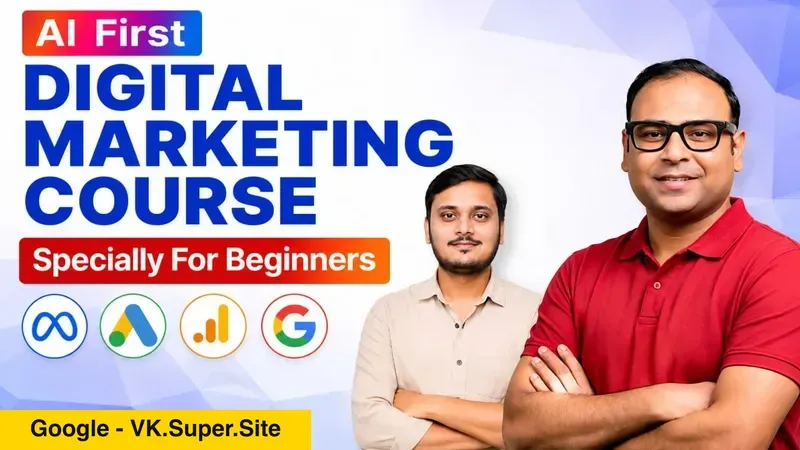 AI First
DIGITAL
MARKETING
COURSE
Specially For Beginners
Google - VK.Super.Site